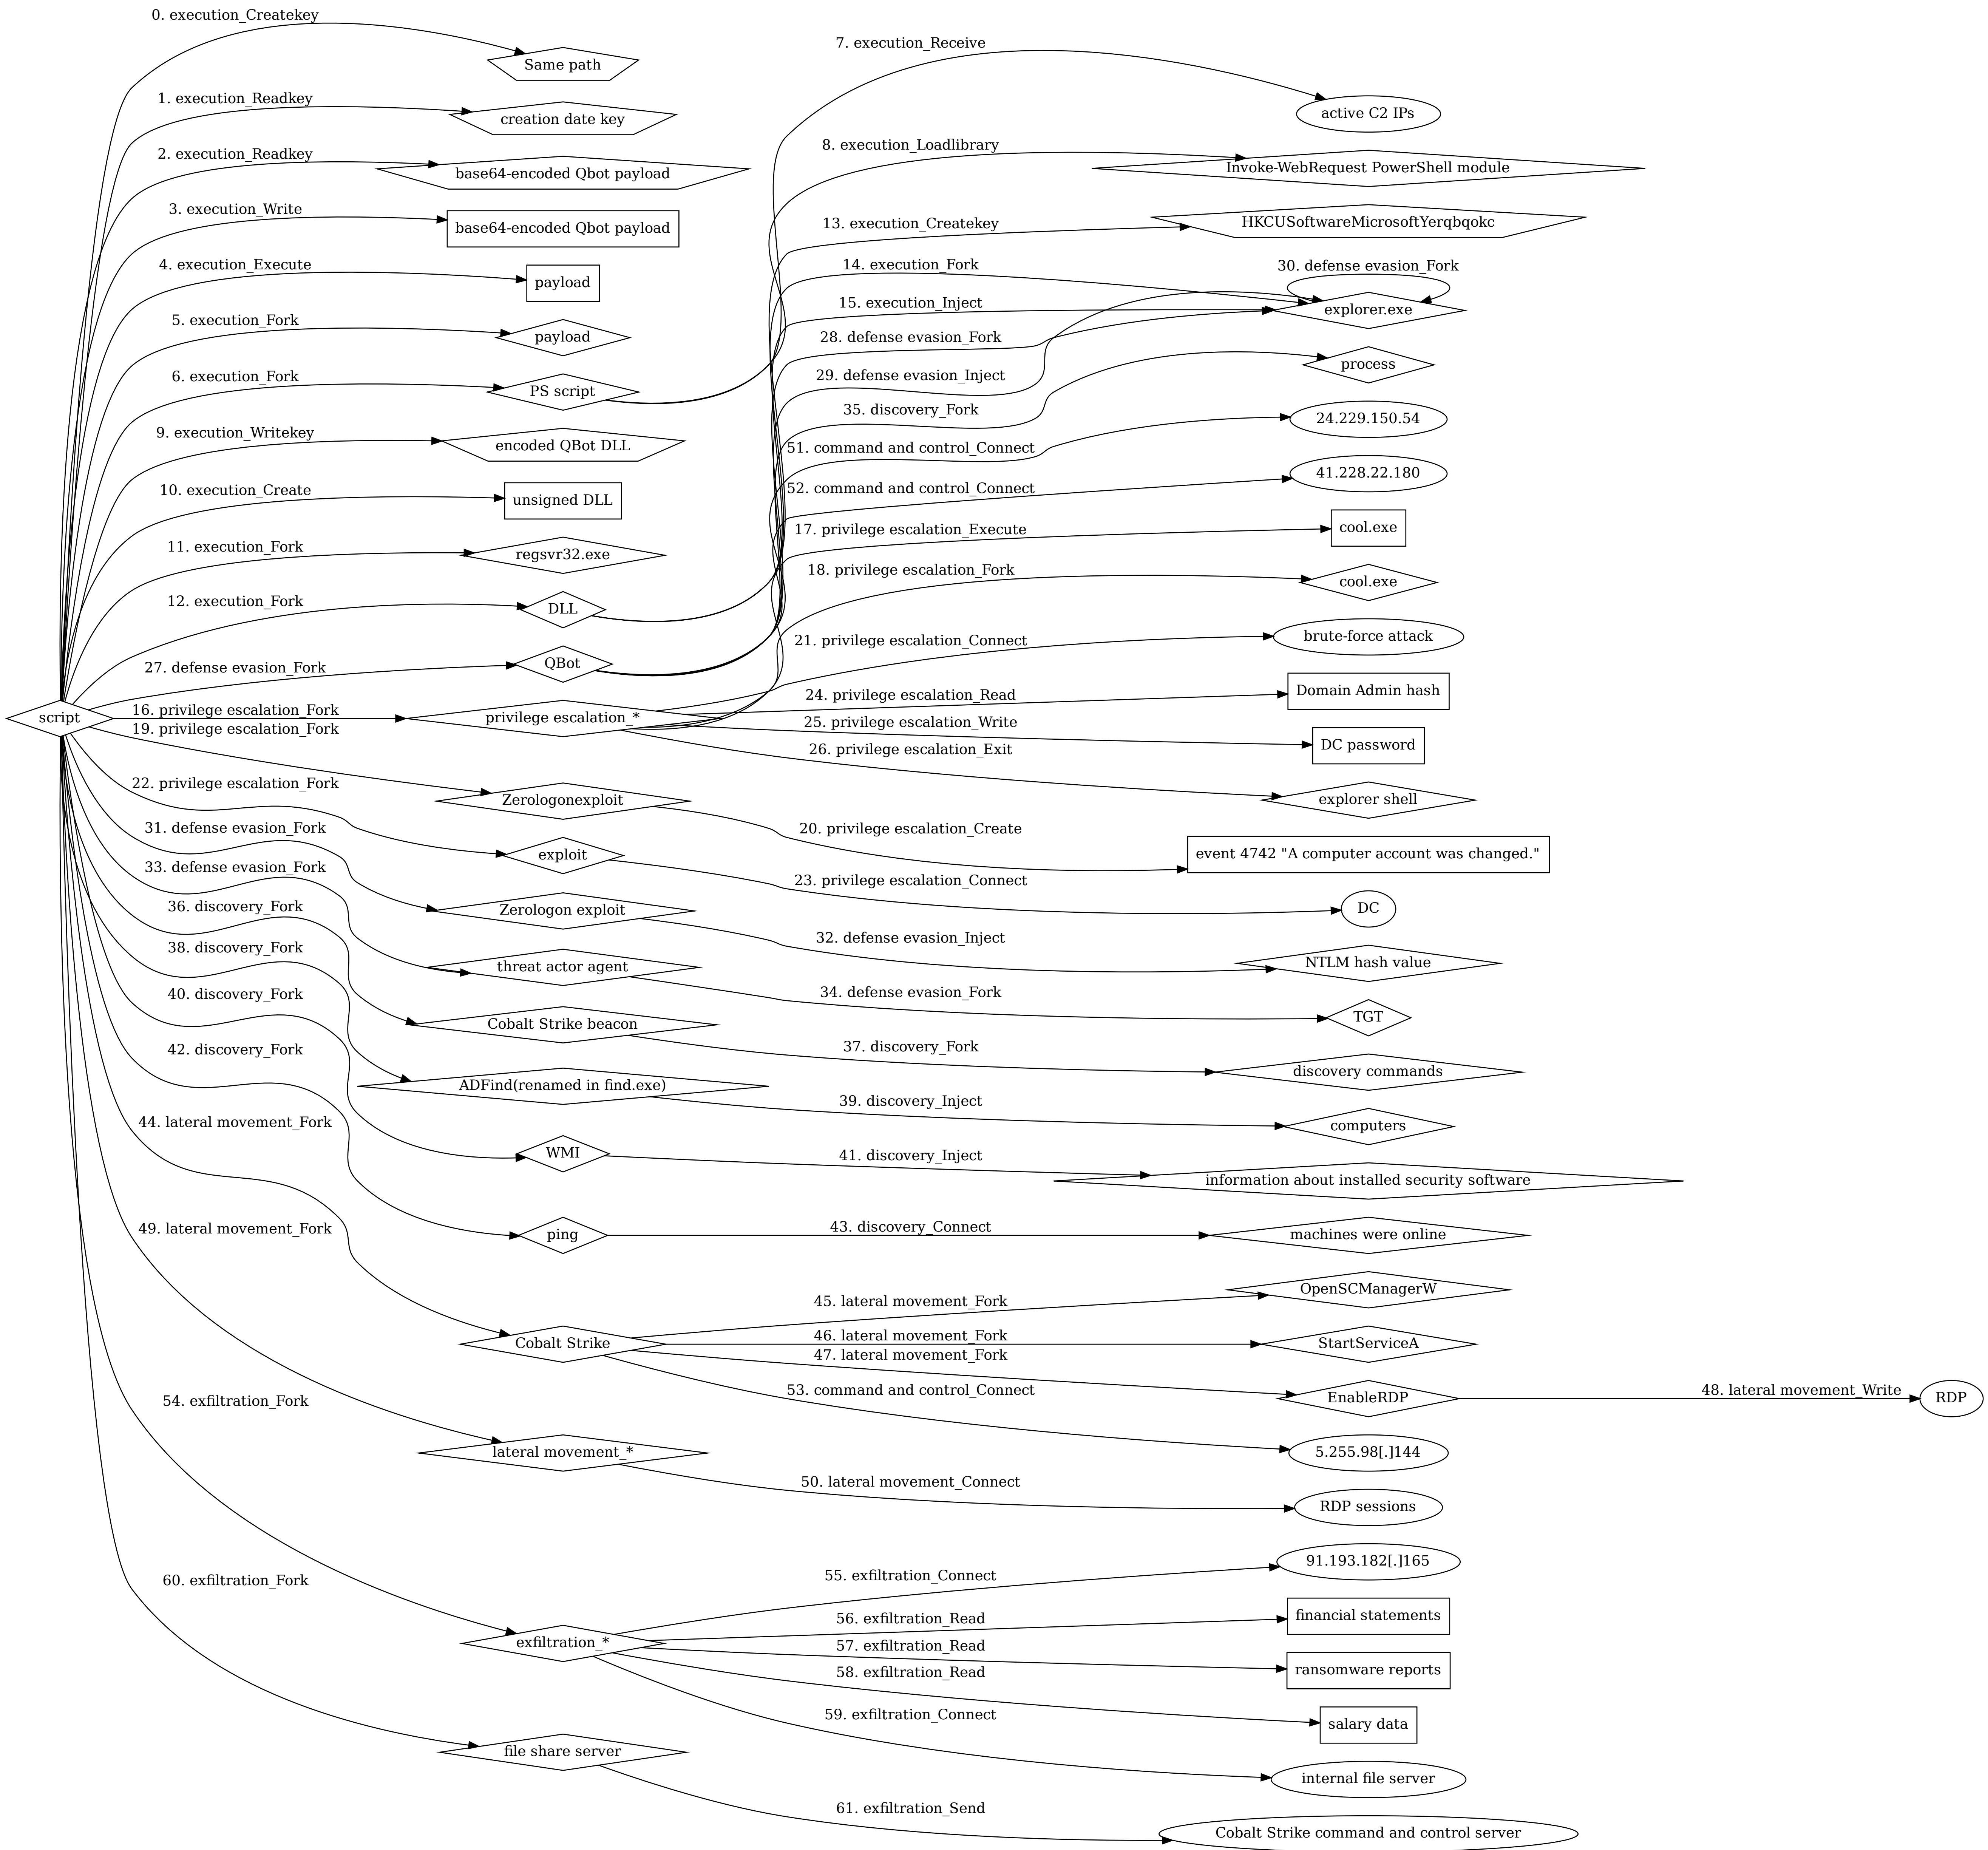 0. execution_Createkey
Same path
1. execution_Readkey
creation date key
2. execution_Readkey
base64-encoded Qbot payload
3. execution_Write
base64-encoded Qbot payload
4. execution_Execute
payload
5. execution_Fork
payload
6. execution_Fork
PS script
9. execution_Writekey
encoded QBot DLL
10. execution_Create
unsigned DLL
11. execution_Fork
regsvr32.exe
12. execution_Fork
DLL
27. defense evasion_Fork
QBot
script
16. privilege escalation_Fork
privilege escalation_*
19. privilege escalation_Fork
Zerologonexploit
22. privilege escalation_Fork
exploit
31. defense evasion_Fork
Zerologon exploit
33. defense evasion_Fork
threat actor agent
36. discovery_Fork
Cobalt Strike beacon
38. discovery_Fork
ADFind(renamed in find.exe)
40. discovery_Fork
WMI
42. discovery_Fork
ping
44. lateral movement_Fork
Cobalt Strike
49. lateral movement_Fork
lateral movement_*
54. exfiltration_Fork
exfiltration_*
60. exfiltration_Fork
file share server
7. execution_Receive
active C2 IPs
8. execution_Loadlibrary
Invoke-WebRequest PowerShell module
13. execution_Createkey
HKCUSoftwareMicrosoftYerqbqokc
14. execution_Fork
30. defense evasion_Fork
15. execution_Inject
explorer.exe
28. defense evasion_Fork
29. defense evasion_Inject
35. discovery_Fork
process
51. command and control_Connect
24.229.150.54
52. command and control_Connect
41.228.22.180
17. privilege escalation_Execute
cool.exe
18. privilege escalation_Fork
cool.exe
21. privilege escalation_Connect
brute-force attack
24. privilege escalation_Read
Domain Admin hash
25. privilege escalation_Write
DC password
26. privilege escalation_Exit
explorer shell
20. privilege escalation_Create
event 4742 "A computer account was changed."
23. privilege escalation_Connect
DC
32. defense evasion_Inject
NTLM hash value
34. defense evasion_Fork
TGT
37. discovery_Fork
discovery commands
39. discovery_Inject
computers
41. discovery_Inject
information about installed security software
43. discovery_Connect
machines were online
45. lateral movement_Fork
OpenSCManagerW
46. lateral movement_Fork
StartServiceA
47. lateral movement_Fork
EnableRDP
48. lateral movement_Write
RDP
53. command and control_Connect
5.255.98[.]144
50. lateral movement_Connect
RDP sessions
55. exfiltration_Connect
91.193.182[.]165
56. exfiltration_Read
financial statements
57. exfiltration_Read
ransomware reports
58. exfiltration_Read
salary data
59. exfiltration_Connect
internal file server
61. exfiltration_Send
Cobalt Strike command and control server